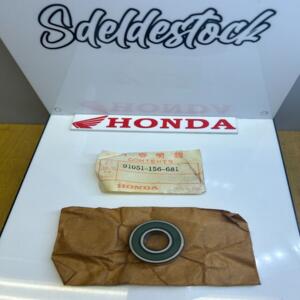 Sdeldestock
HONDA
CONTENTS
91051-156-681
HONDA